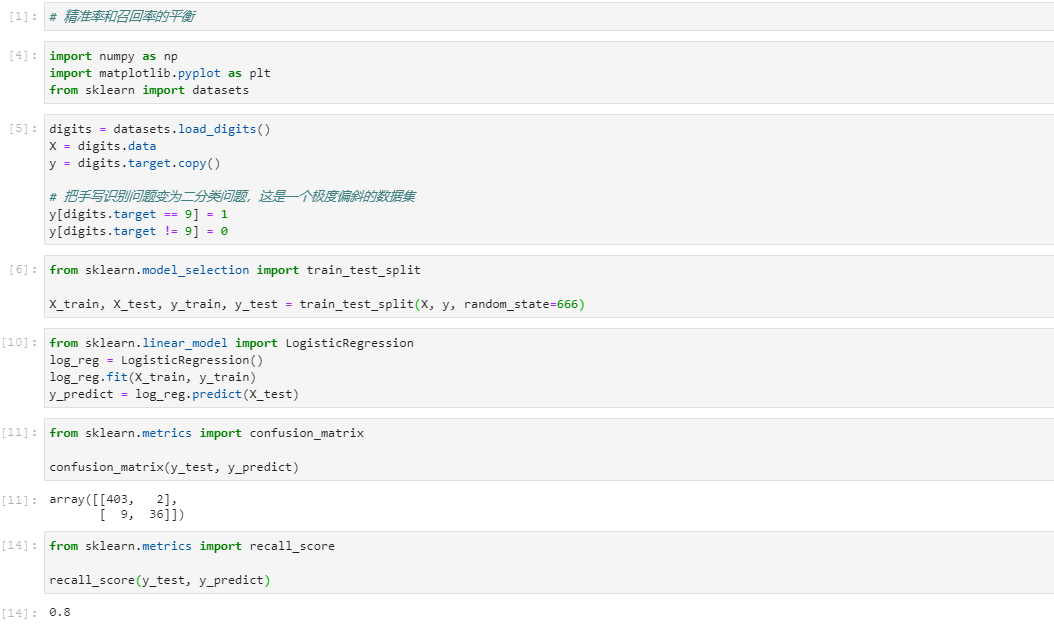 [1]: # 精准率和召回率的平衡
[4]: import numpy as np
import matplotlib.pyplot as plt
from sklearn import datasets
[5]: digits = datasets.load_digits()
X = digits.data
y = digits.target.copy()
# 把手写识别问题变为二分类问题，这是一个极度偏斜的数据集
y[digits.target == 9] = 1
y[digits.target != 9] = 0
[6]: from sklearn.model_selection import train_test_split
X_train, X_test, y_train, y_test = train_test_split(X, y, random_state=666)
[10]: from sklearn.linear_model import LogisticRegression
log_reg = LogisticRegression()
log_reg.fit(X_train, y_train)
y_predict = log_reg.predict(X_test)
[11]: from sklearn.metrics import confusion_matrix
confusion_matrix(y_test, y_predict)
[11]: array([[403,   2],
       [  9,  36]])
[14]: from sklearn.metrics import recall_score
recall_score(y_test, y_predict)
[14]: 0.8